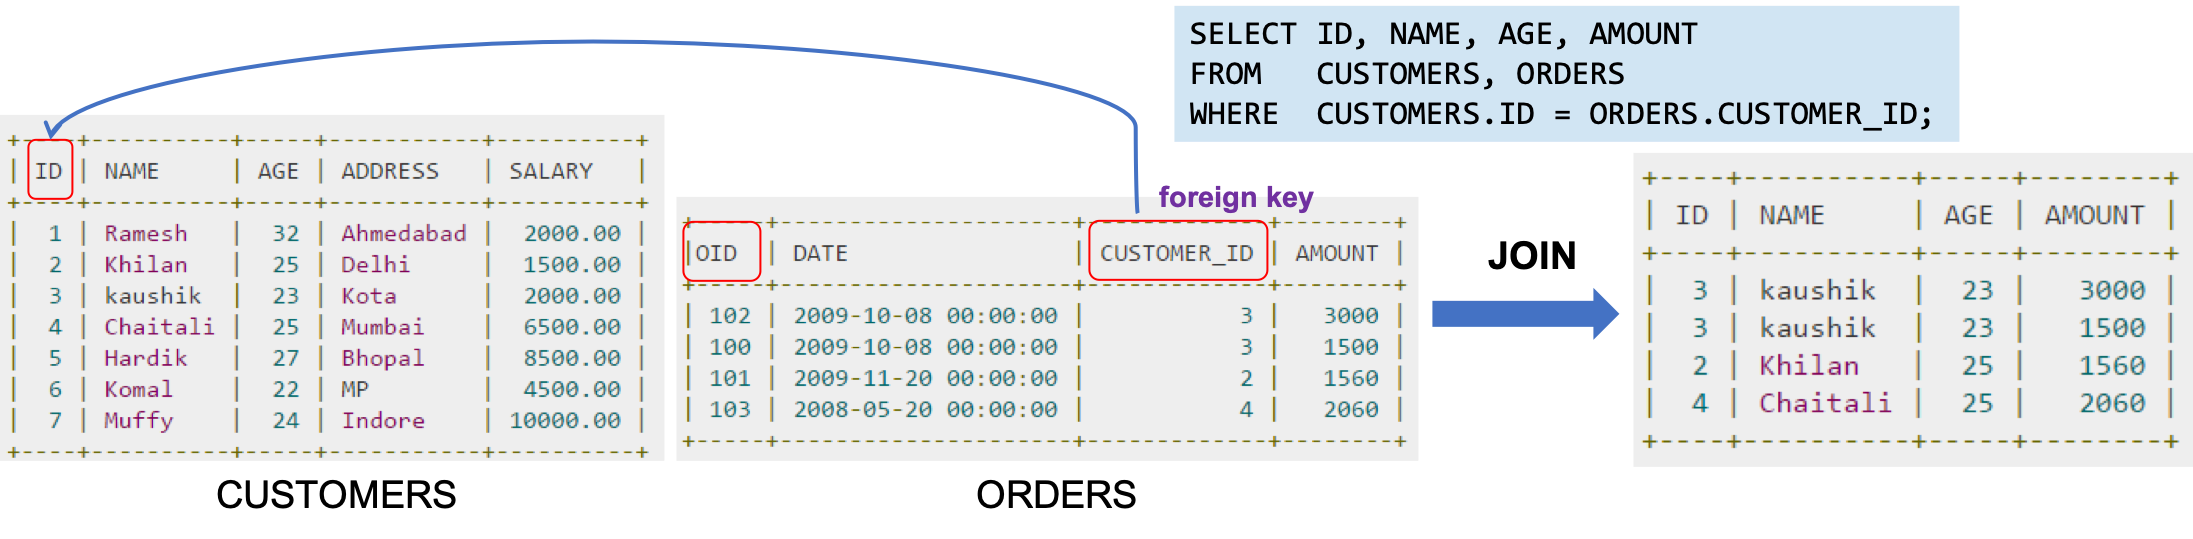 SELECT ID, NAME, AGE, AMOUNT
FROM   CUSTOMERS, ORDERS
WHERE  CUSTOMERS.ID = ORDERS.CUSTOMER_ID;
+----+----------+-----+-----------+----------+
| ID | NAME     | AGE | ADDRESS   | SALARY   |
+----+----------+-----+-----------+----------+
|  1 | Ramesh   |  32 | Ahmedabad |  2000.00 |
|  2 | Khilan   |  25 | Delhi     |  1500.00 |
|  3 | kaushik  |  23 | Kota      |  2000.00 |
|  4 | Chaitali |  25 | Mumbai    |  6500.00 |
|  5 | Hardik   |  27 | Bhopal    |  8500.00 |
|  6 | Komal    |  22 | MP        |  4500.00 |
|  7 | Muffy    |  24 | Indore    | 10000.00 |
+----+----------+-----+-----------+----------+
CUSTOMERS
foreign key
+-----+---------------------+-------------+--------+
|OID  | DATE                | CUSTOMER_ID | AMOUNT |
+-----+---------------------+-------------+--------+
| 102 | 2009-10-08 00:00:00 |           3 |   3000 |
| 100 | 2009-10-08 00:00:00 |           3 |   1500 |
| 101 | 2009-11-20 00:00:00 |           2 |   1560 |
| 103 | 2008-05-20 00:00:00 |           4 |   2060 |
+-----+---------------------+-------------+--------+
ORDERS
JOIN
+----+----------+-----+--------+
| ID | NAME     | AGE | AMOUNT |
+----+----------+-----+--------+
|  3 | kaushik  |  23 |   3000 |
|  3 | kaushik  |  23 |   1500 |
|  2 | Khilan   |  25 |   1560 |
|  4 | Chaitali |  25 |   2060 |
+----+----------+-----+--------+